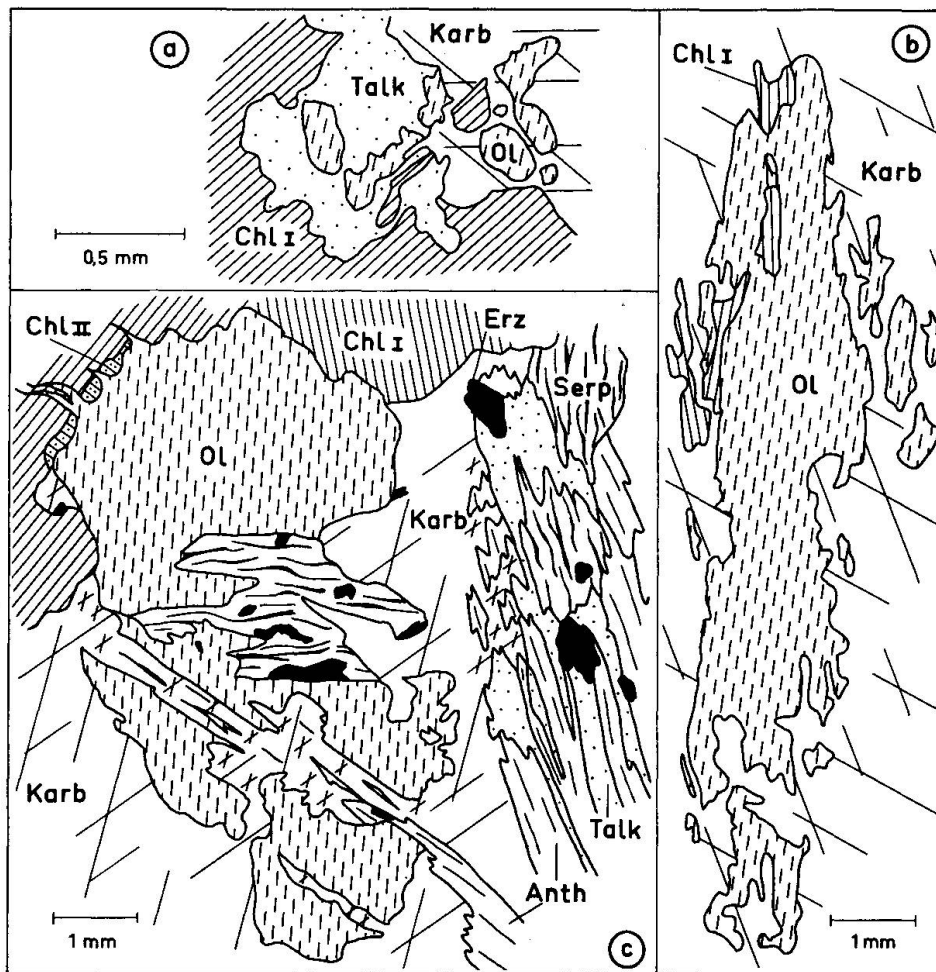 a
Karb
Talk
Ol
Chl I
0,5 mm
b
Chl I
Karb
Ol
1 mm
Chl II
Chl I
Erz
Serp
Ol
Karb
Karb
Talk
Anth
1 mm
c